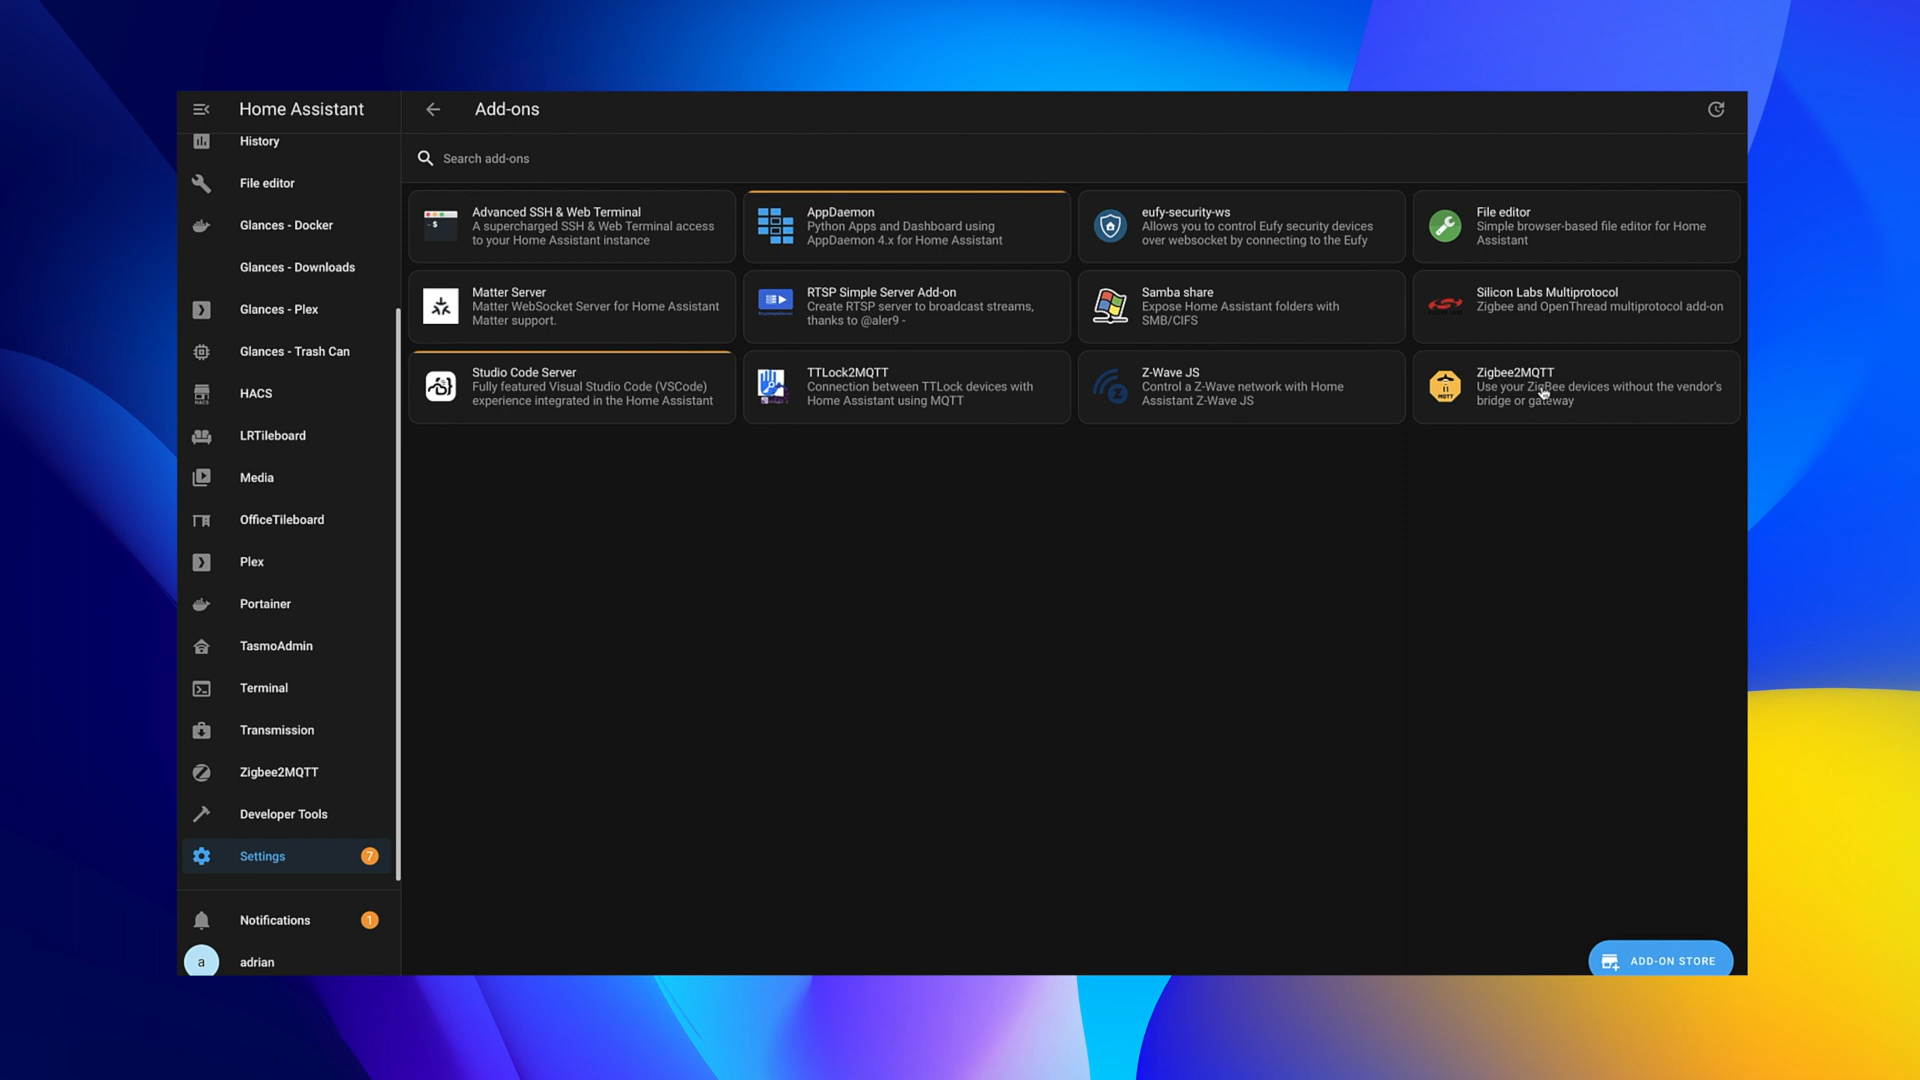 Home Assistant
Add-ons
History
File editor
Glances - Docker
Glances - Downloads
Glances - Plex
Glances - Trash Can
HACS
LRTileboard
Media
OfficeTileboard
Plex
Portainer
TasmoAdmin
Terminal
Transmission
Zigbee2MQTT
Developer Tools
Settings 7
Notifications 1
a adrian
Search add-ons
Advanced SSH & Web Terminal
A supercharged SSH & Web Terminal access
to your Home Assistant instance
AppDaemon
Python Apps and Dashboard using
AppDaemon 4.x for Home Assistant
eufy-security-ws
Allows you to control Eufy security devices
over websocket by connecting to the Eufy
File editor
Simple browser-based file editor for Home
Assistant
Matter Server
Matter WebSocket Server for Home Assistant
Matter support.
RTSP Simple Server Add-on
Create RTSP server to broadcast streams,
thanks to @aler9 -
Samba share
Expose Home Assistant folders with
SMB/CIFS
Silicon Labs Multiprotocol
Zigbee and OpenThread multiprotocol add-on
Studio Code Server
Fully featured Visual Studio Code (VSCode)
experience integrated in the Home Assistant
TTLock2MQTT
Connection between TTLock devices with
Home Assistant using MQTT
Z-Wave JS
Control a Z-Wave network with Home
Assistant Z-Wave JS
MQTT
Zigbee2MQTT
Use your ZigBee devices without the vendor's
bridge or gateway
ADD-ON STORE